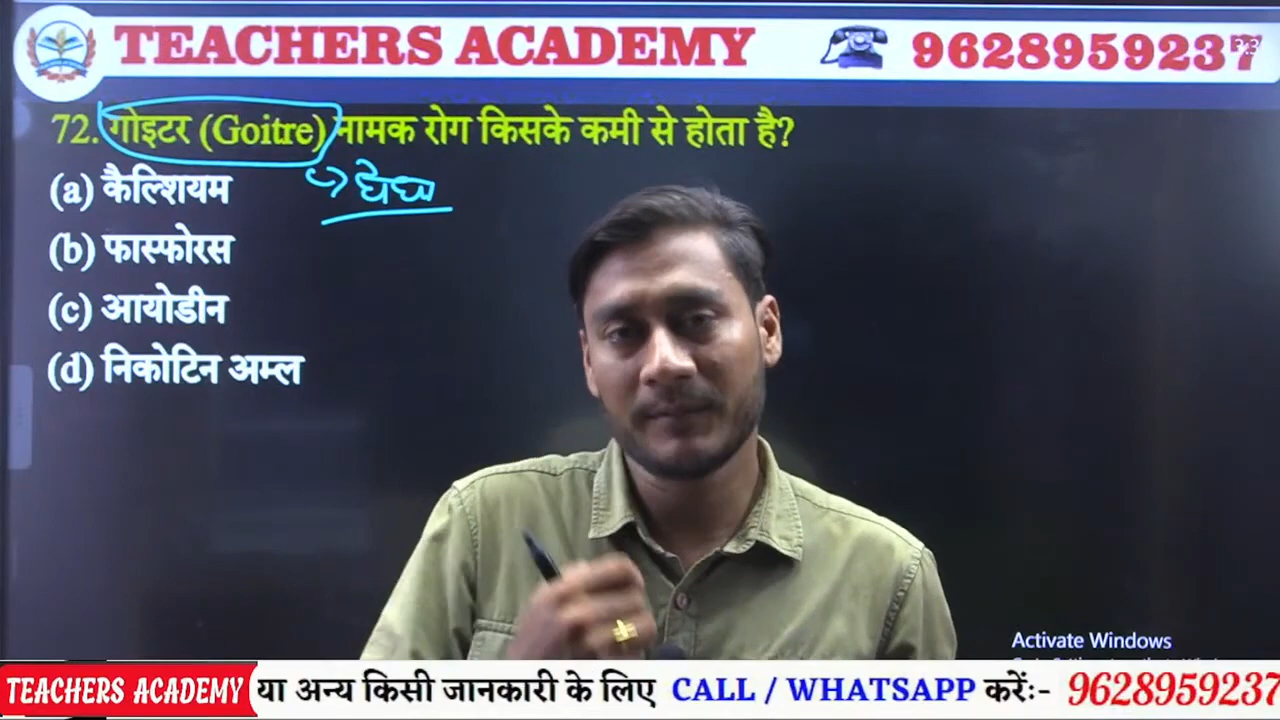 TEACHERS ACADEMY
9628959237
72. गोइटर (Goitre) नामक रोग किसके कमी से होता है?
घेघा
(a) कैल्शियम
(b) फास्फोरस
(c) आयोडीन
(d) निकोटिन अम्ल
Activate Windows
TEACHERS ACADEMY या अन्य किसी जानकारी के लिए CALL / WHATSAPP करेंः- 9628959237